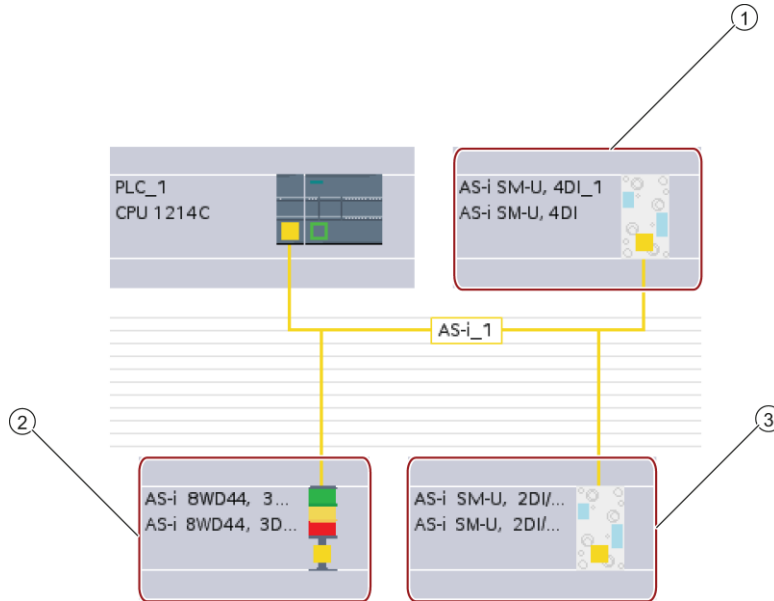 1
PLC_1
CPU 1214C
AS-i SM-U, 4DI_1
AS-i SM-U, 4DI
AS-i_1
2
3
AS-i 8WD44, 3...
AS-i 8WD44, 3D...
AS-i SM-U, 2DI/...
AS-i SM-U, 2DI/...